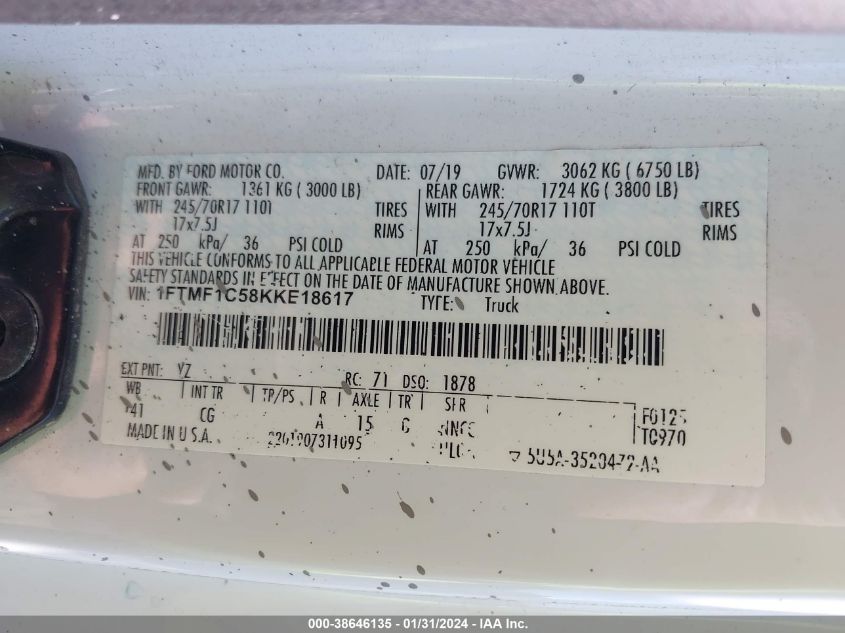 MFD. BY FORD MOTOR CO. DATE: 07/19 GVWR: 3062 KG ( 6750 LB)
FRONT GAWR: 1361 KG ( 3000 LB) REAR GAWR: 1724 KG ( 3800 LB)
WITH 245/70R17 110T TIRES WITH 245/70R17 110T TIRES
17x7.5J RIMS 17x7.5J RIMS
AT 250 kPa/ 36 PSI COLD AT 250 kPa/ 36 PSI COLD
THIS VEHICLE CONFORMS TO ALL APPLICABLE FEDERAL MOTOR VEHICLE
SAFETY STANDARDS IN EFFECT ON THE DATE OF MANUFACTURE SHOWN ABOVE.
VIN: 1FTMF1C58KKE18617 TYPE: Truck
EXT PNT: YZ RC: 71 DSO: 1878
WB INT TR TP/PS R AXLE TR SPR F0125
141 CG A 15 T0970
MADE IN U.S.A. 2201907311095
000-38646135 - 01/31/2024 - IAA Inc.